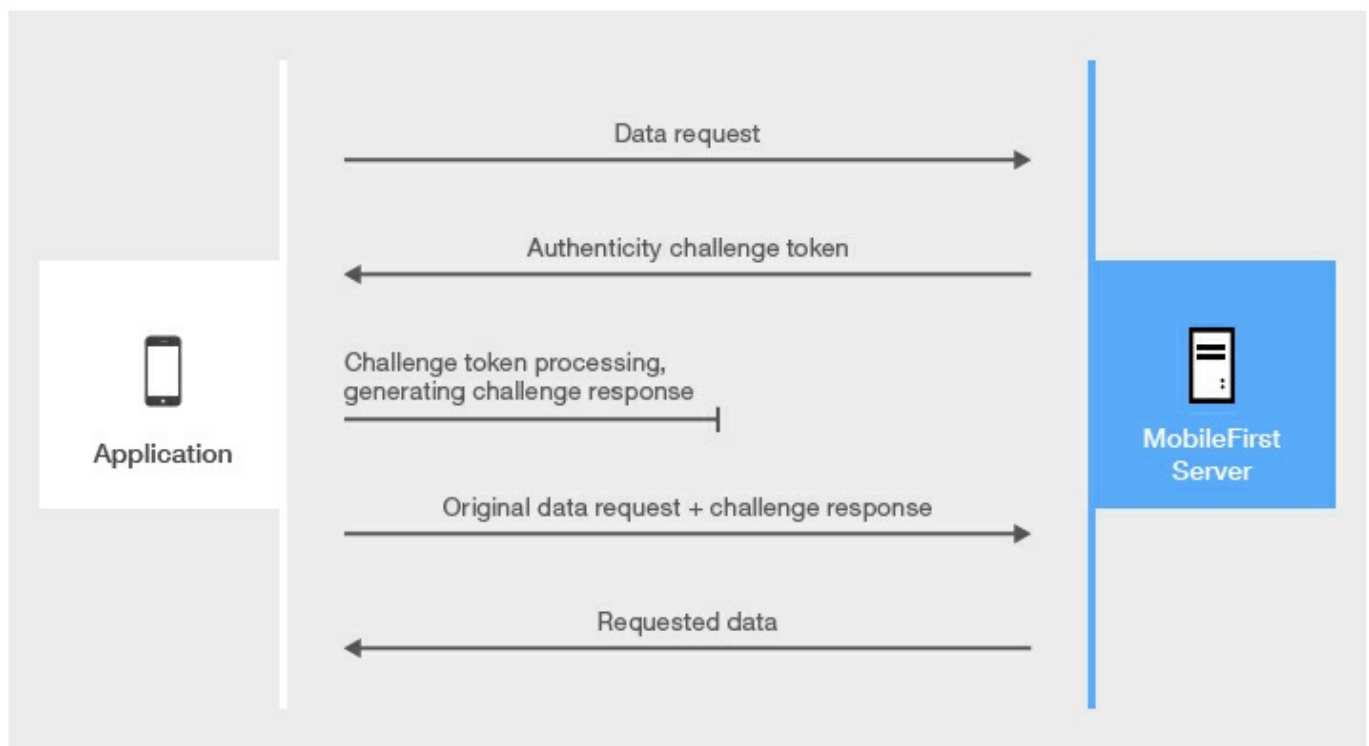 Data request
Authenticity challenge token
Challenge token processing,
generating challenge response
Application
MobileFirst
Server
Original data request + challenge response
Requested data